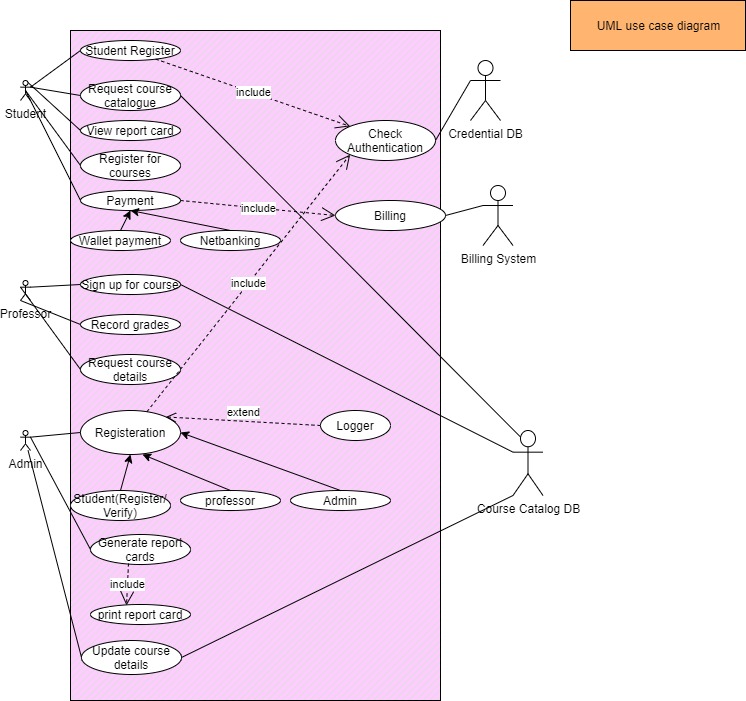 UML use case diagram
Student Register
Request course
catalogue
include
Student
View report card
Check
Authentication
Credential DB
Register for
courses
Payment
include
Billing
Wallet payment
Netbanking
Billing System
Sign up for course
include
Professor
Record grades
Request course
details
extend
Logger
Registeration
Admin
Student(Register/
Verify)
professor
Admin
Course Catalog DB
Generate report
cards
include
print report card
Update course
details